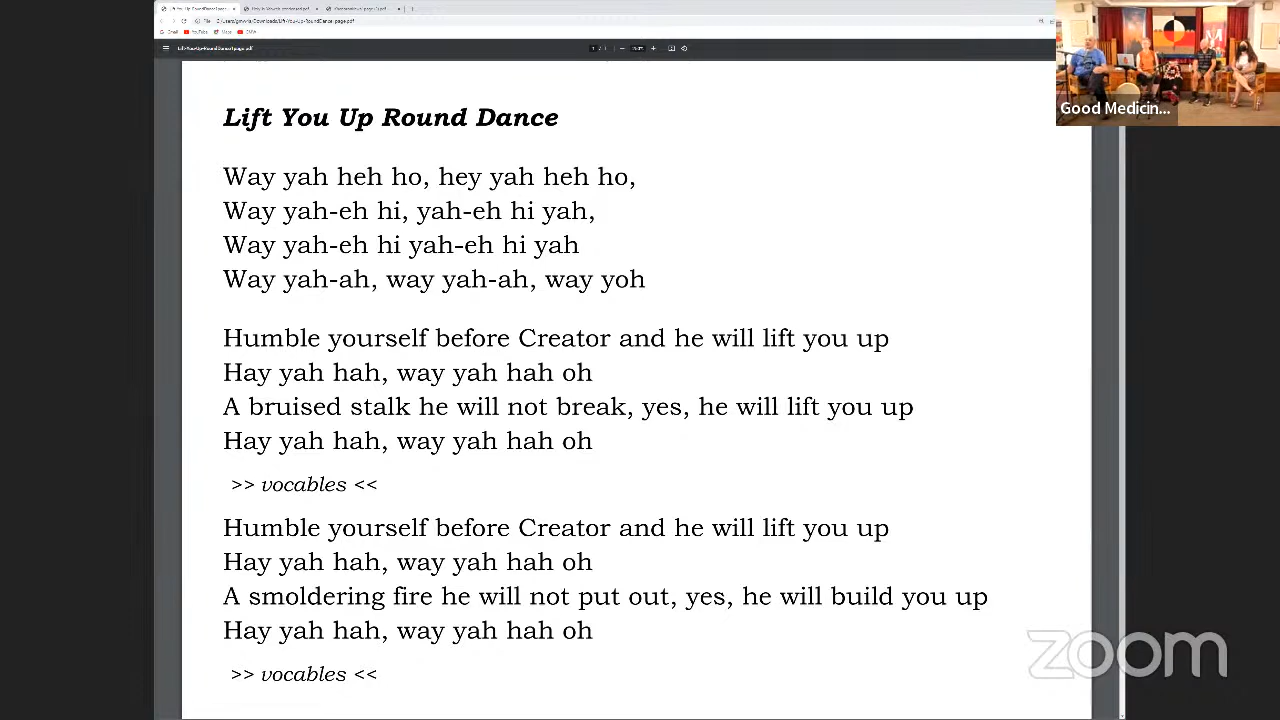 Lift-You-Up-RoundDance1page.pdf
Lift You Up Round Dance
Way yah heh ho, hey yah heh ho,
Way yah-eh hi, yah-eh hi yah,
Way yah-eh hi yah-eh hi yah
Way yah-ah, way yah-ah, way yoh
Humble yourself before Creator and he will lift you up
Hay yah hah, way yah hah oh
A bruised stalk he will not break, yes, he will lift you up
Hay yah hah, way yah hah oh
>> vocables <<
Humble yourself before Creator and he will lift you up
Hay yah hah, way yah hah oh
A smoldering fire he will not put out, yes, he will build you up
Hay yah hah, way yah hah oh
>> vocables <<
Good Medicin...
zoom